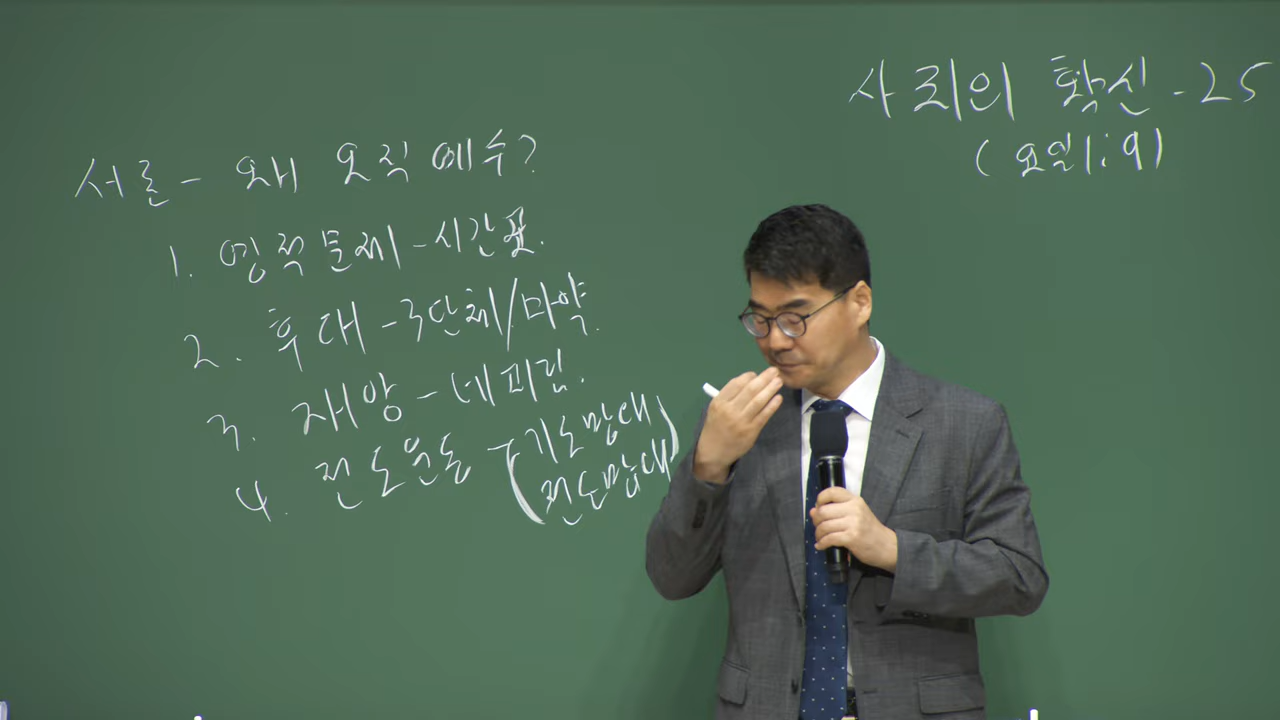 사죄의 확신 - 25
(요일1:9)
서론 - 왜 오직 예수?
1. 영적문제 - 시간표.
2. 후대 - 3단체/마약.
3. 재앙 - 네피림.
4. 전도운동 - (기도망대
전도망대)